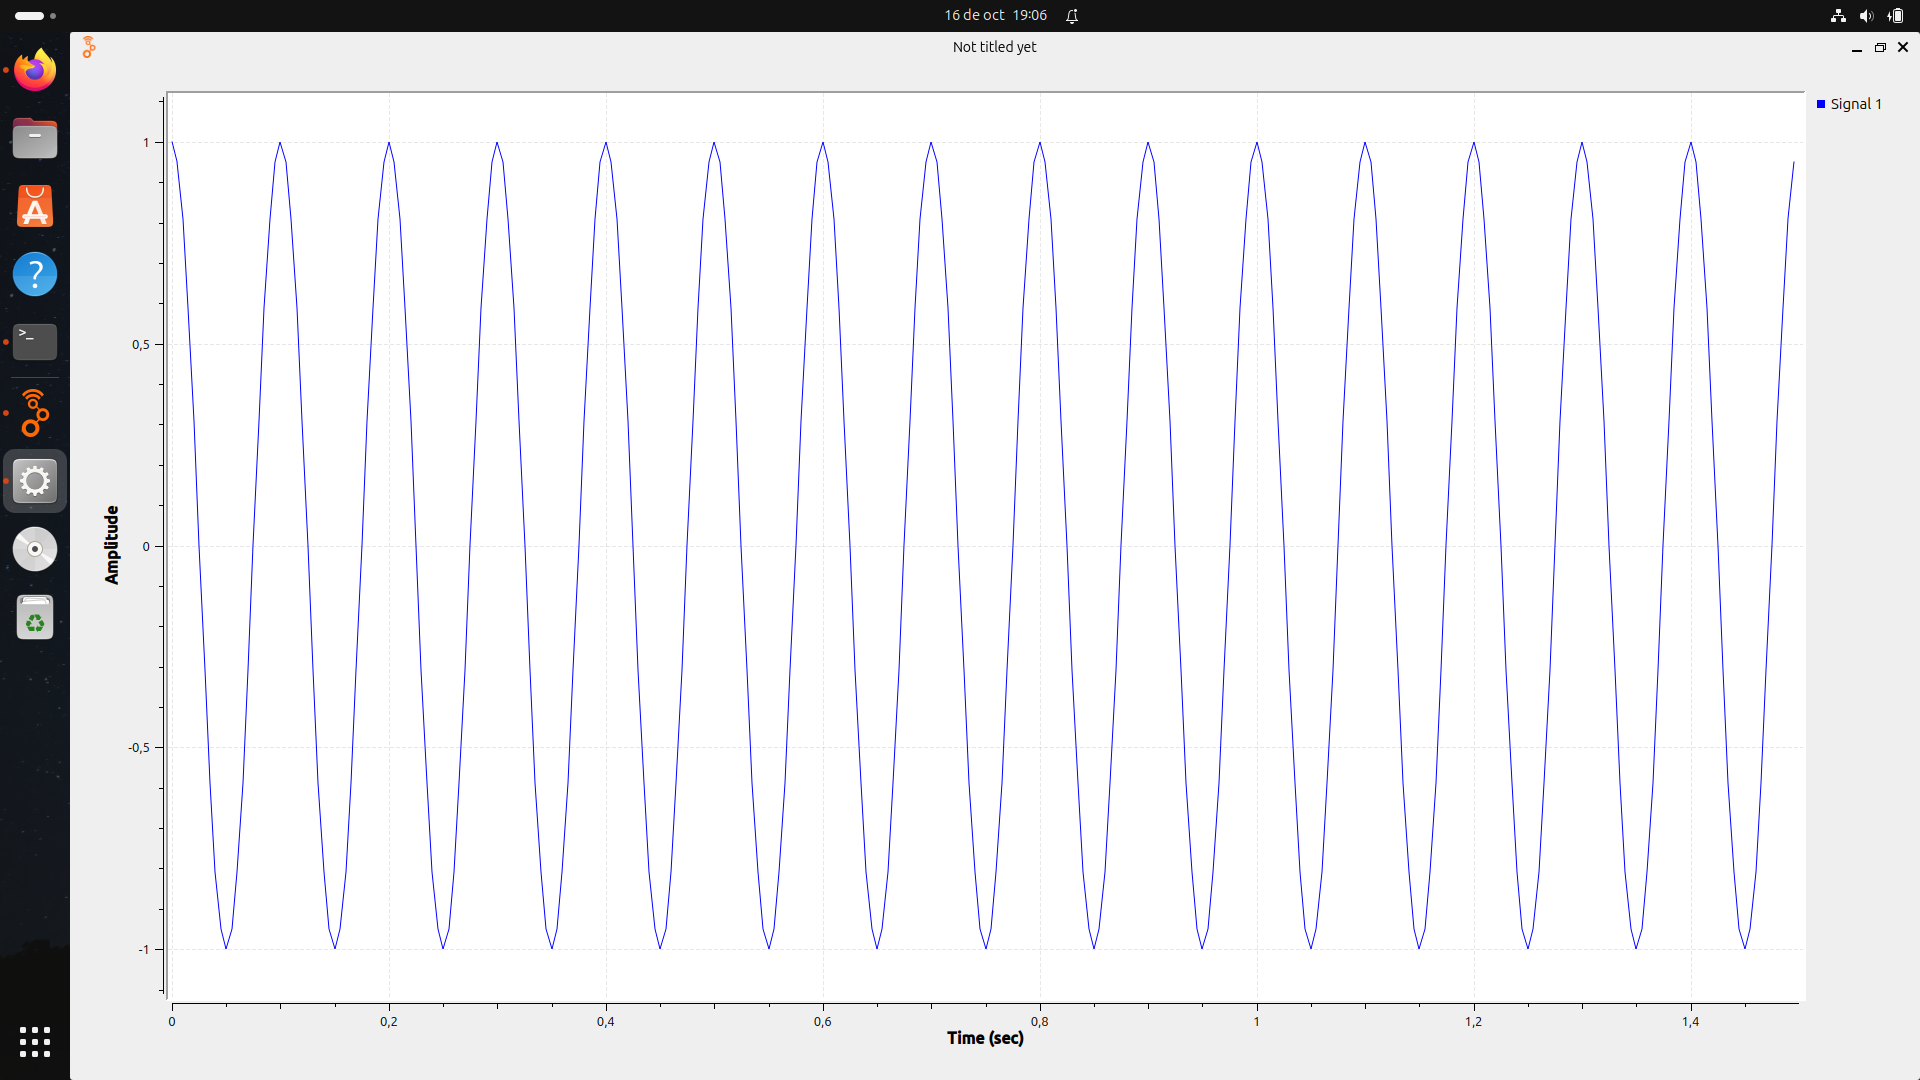 16 de oct 19:06
Not titled yet
Signal 1
1
0,5
0
-0,5
-1
Amplitude
0 0,2 0,4 0,6 0,8 1 1,2 1,4
Time (sec)